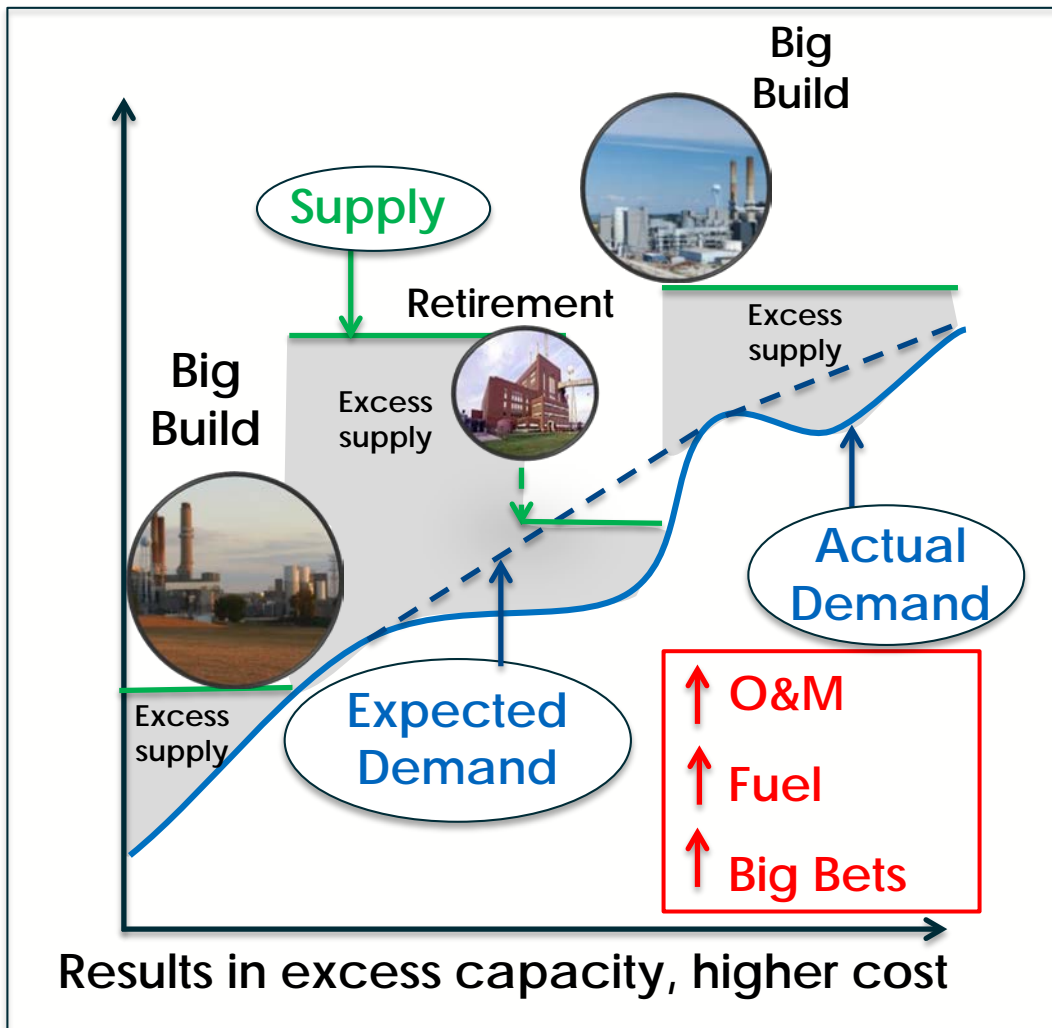 Big
Build
Supply
Retirement
Excess
supply
Big
Build
Excess
supply
Actual
Demand
Excess
supply
Expected
Demand
O&M
Fuel
Big Bets
Results in excess capacity, higher cost